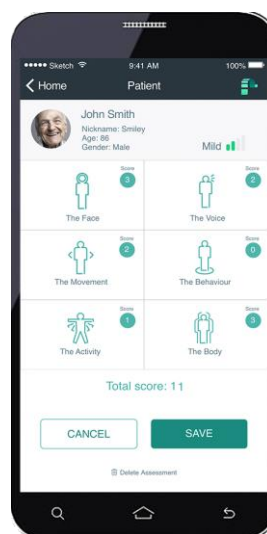 Sketch 9:41 AM 100%
Home Patient
John Smith
Nickname: Smiley
Age: 86
Gender: Male
Mild
Score
3
The Face
Score
2
The Voice
Score
2
The Movement
Score
0
The Behaviour
Score
1
The Activity
Score
3
The Body
Total score: 11
CANCEL SAVE
Delete Assessment